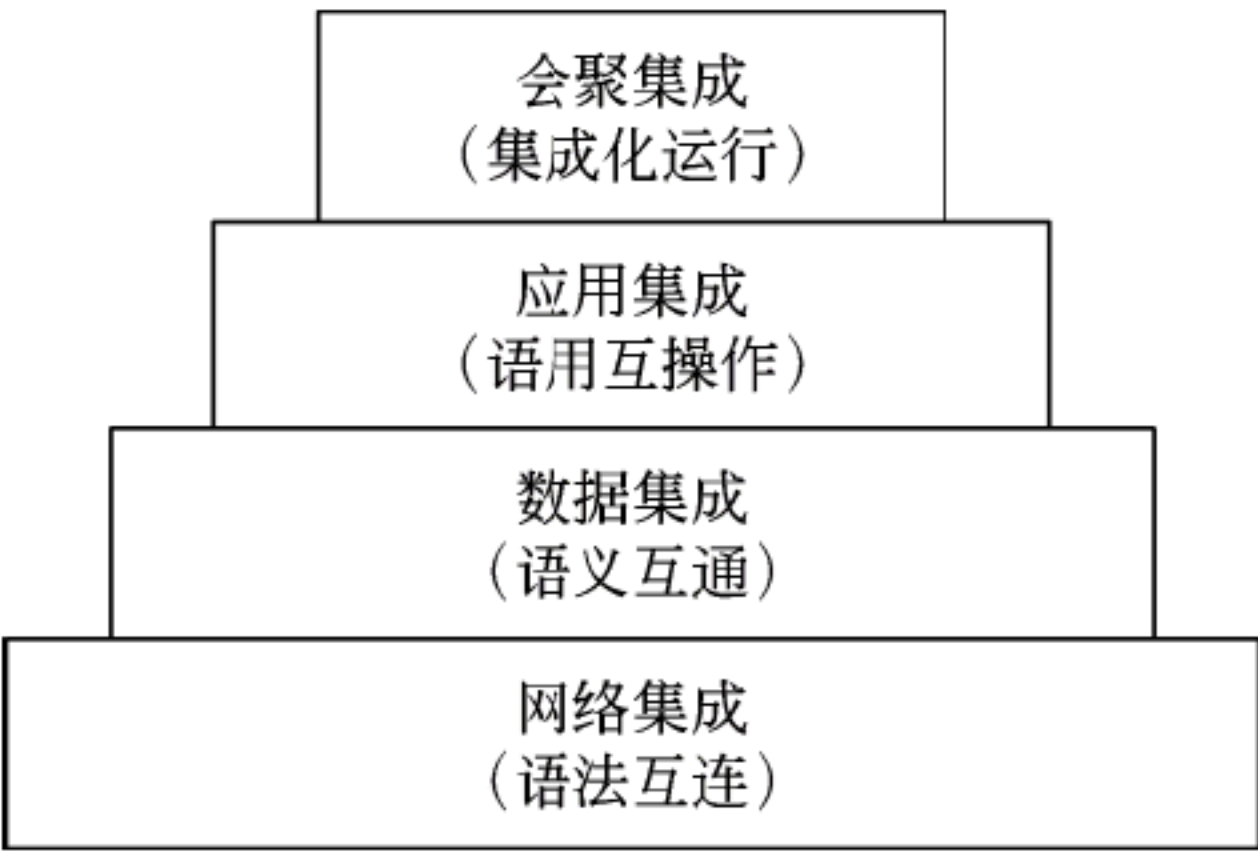 会聚集成
（集成化运行）
应用集成
（语用互操作）
数据集成
（语义互通）
网络集成
（语法互连）